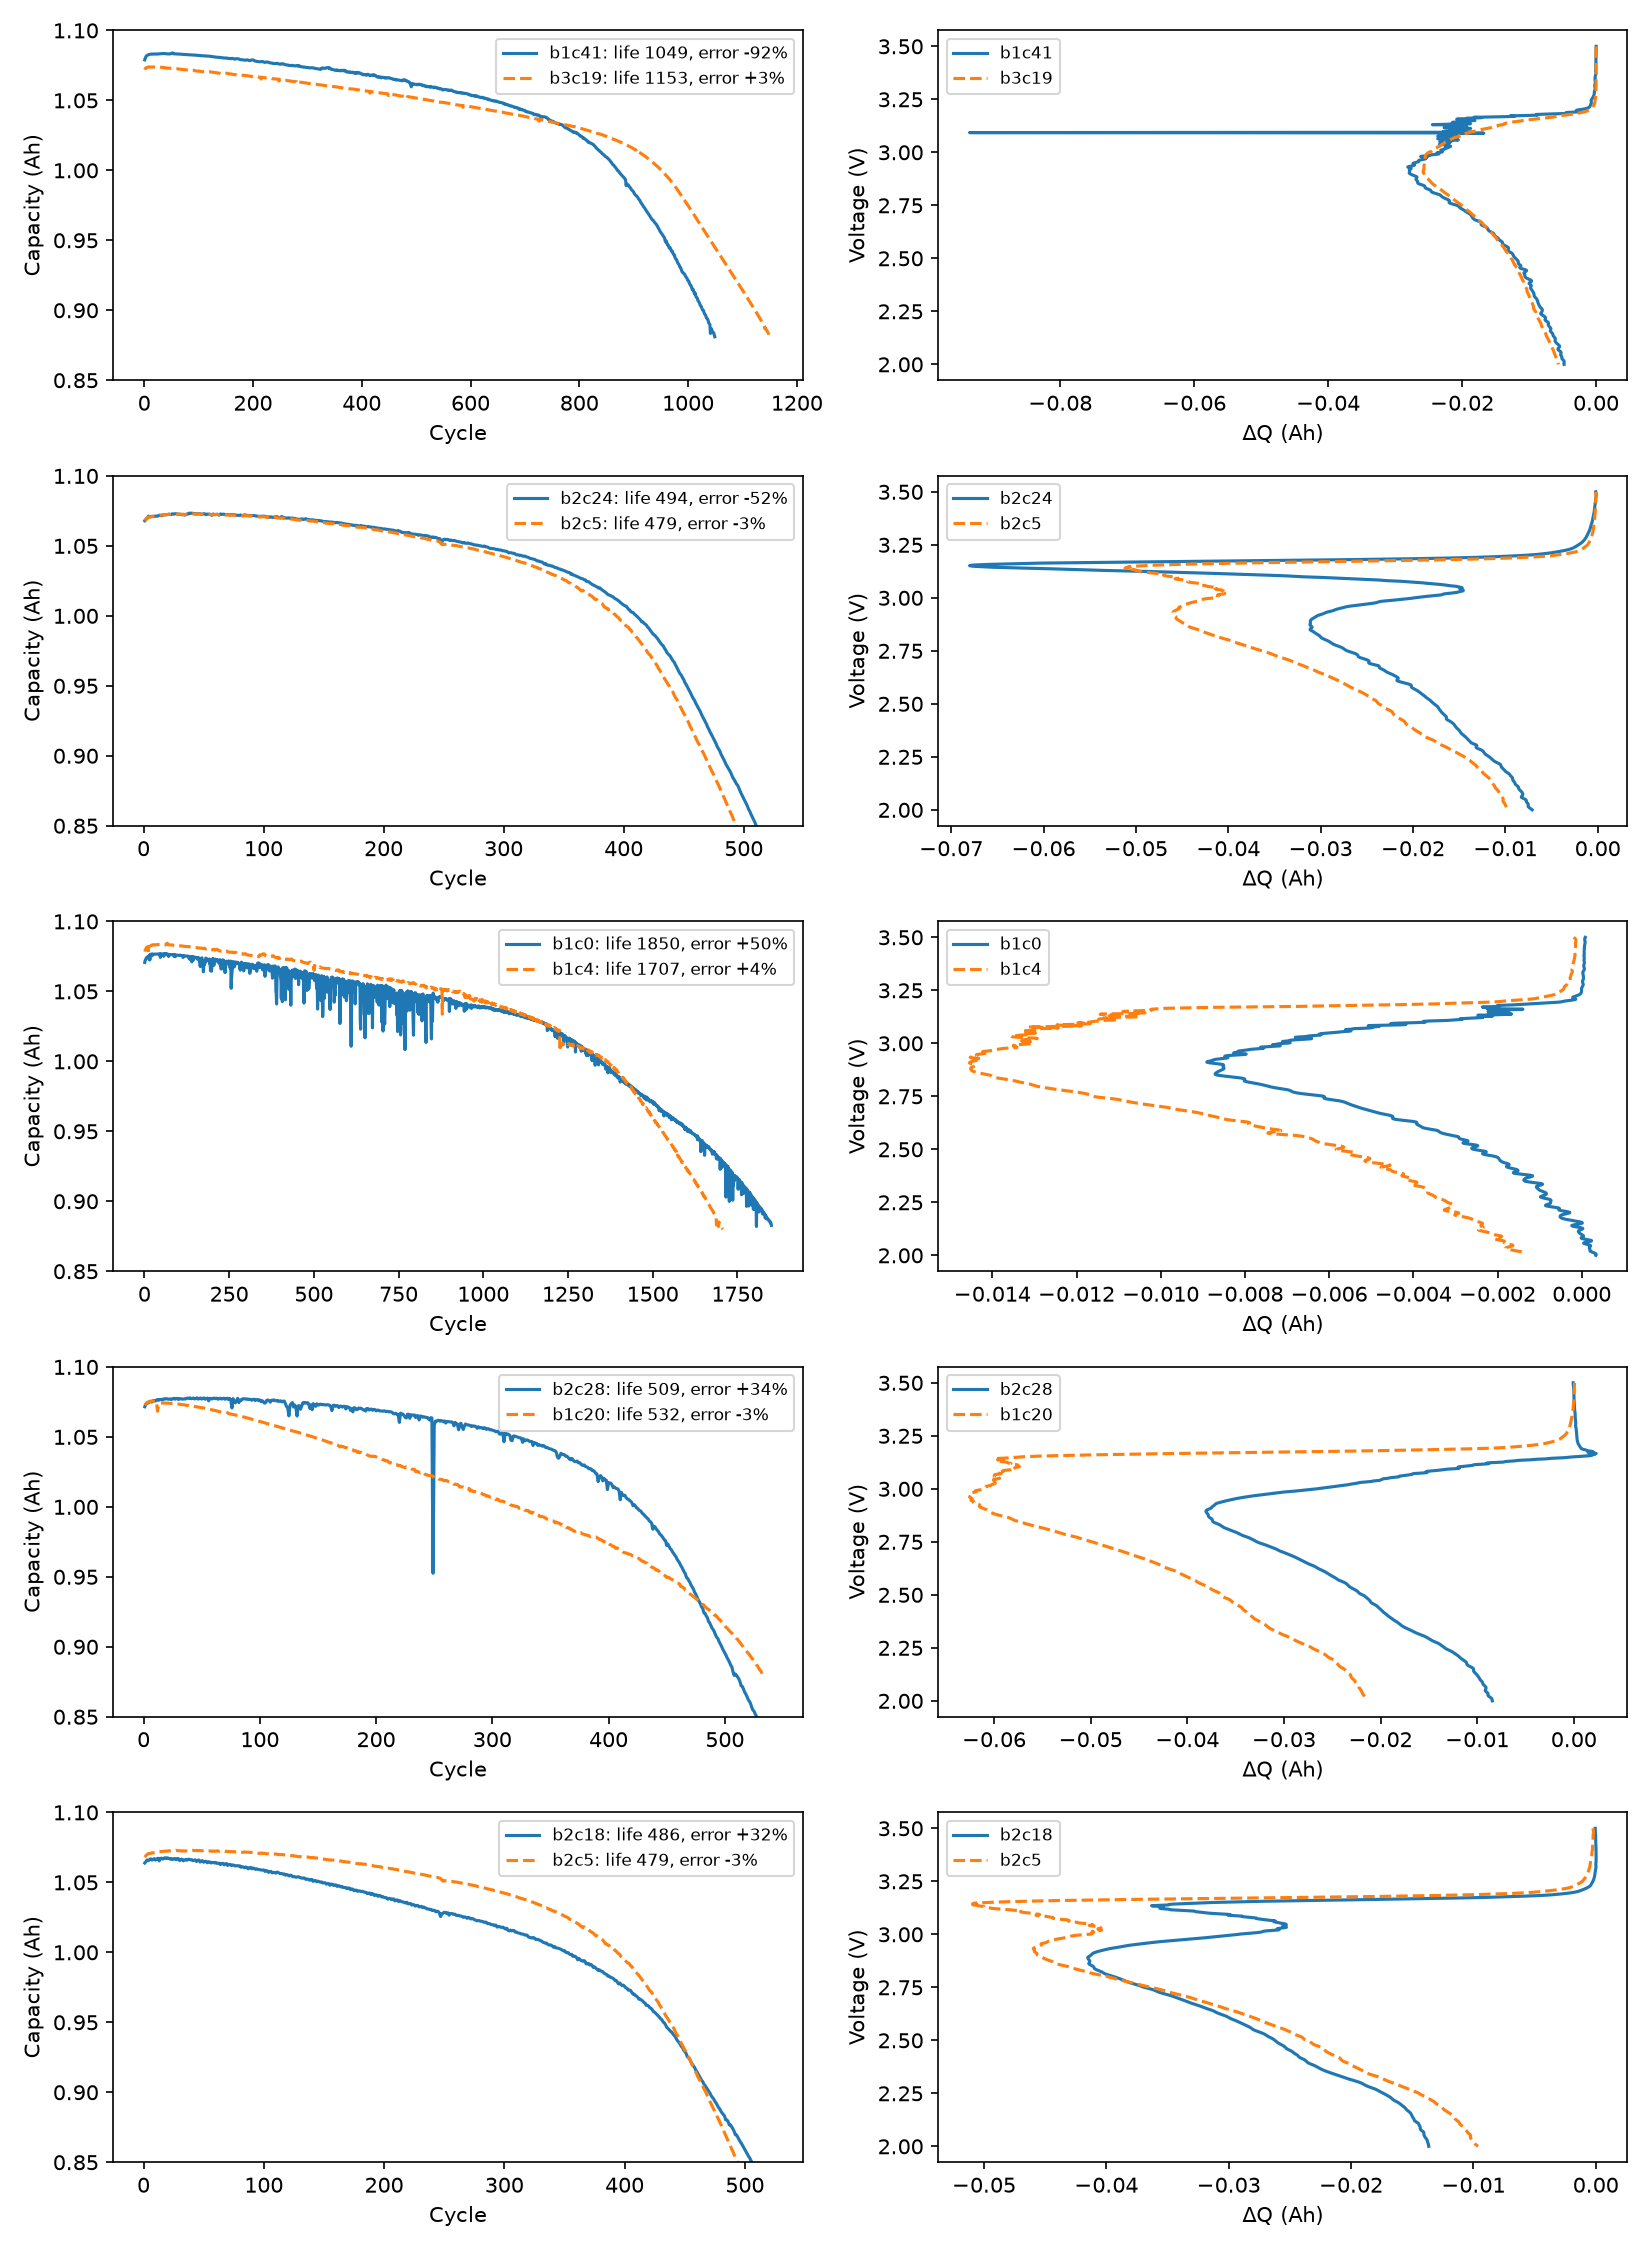 1.10
1.05
1.00
0.95
0.90
0.85
Capacity (Ah)
b1c41: life 1049, error -92%
b3c19: life 1153, error +3%
0 200 400 600 800 1000 1200
Cycle
3.50
3.25
3.00
2.75
2.50
2.25
2.00
Voltage (V)
b1c41
b3c19
−0.08 −0.06 −0.04 −0.02 0.00
ΔQ (Ah)
1.10
1.05
1.00
0.95
0.90
0.85
Capacity (Ah)
b2c24: life 494, error -52%
b2c5: life 479, error -3%
0 100 200 300 400 500
Cycle
3.50
3.25
3.00
2.75
2.50
2.25
2.00
Voltage (V)
b2c24
b2c5
−0.07 −0.06 −0.05 −0.04 −0.03 −0.02 −0.01 0.00
ΔQ (Ah)
1.10
1.05
1.00
0.95
0.90
0.85
Capacity (Ah)
b1c0: life 1850, error +50%
b1c4: life 1707, error +4%
0 250 500 750 1000 1250 1500 1750
Cycle
3.50
3.25
3.00
2.75
2.50
2.25
2.00
Voltage (V)
b1c0
b1c4
−0.014 −0.012 −0.010 −0.008 −0.006 −0.004 −0.002 0.000
ΔQ (Ah)
1.10
1.05
1.00
0.95
0.90
0.85
Capacity (Ah)
b2c28: life 509, error +34%
b1c20: life 532, error -3%
0 100 200 300 400 500
Cycle
3.50
3.25
3.00
2.75
2.50
2.25
2.00
Voltage (V)
b2c28
b1c20
−0.06 −0.05 −0.04 −0.03 −0.02 −0.01 0.00
ΔQ (Ah)
1.10
1.05
1.00
0.95
0.90
0.85
Capacity (Ah)
b2c18: life 486, error +32%
b2c5: life 479, error -3%
0 100 200 300 400 500
Cycle
3.50
3.25
3.00
2.75
2.50
2.25
2.00
Voltage (V)
b2c18
b2c5
−0.05 −0.04 −0.03 −0.02 −0.01 0.00
ΔQ (Ah)